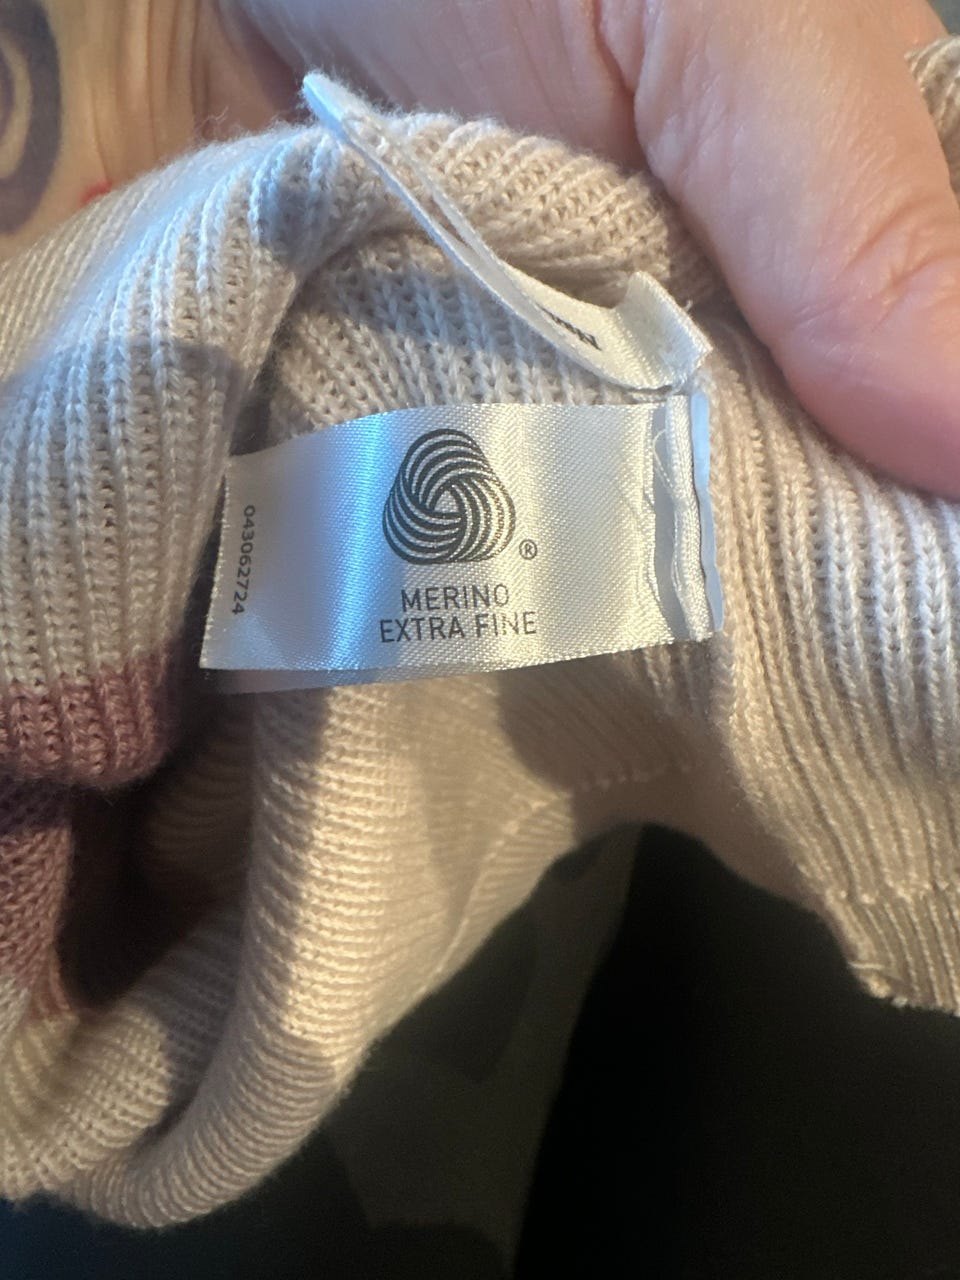 043062724
®
MERINO
EXTRA FINE